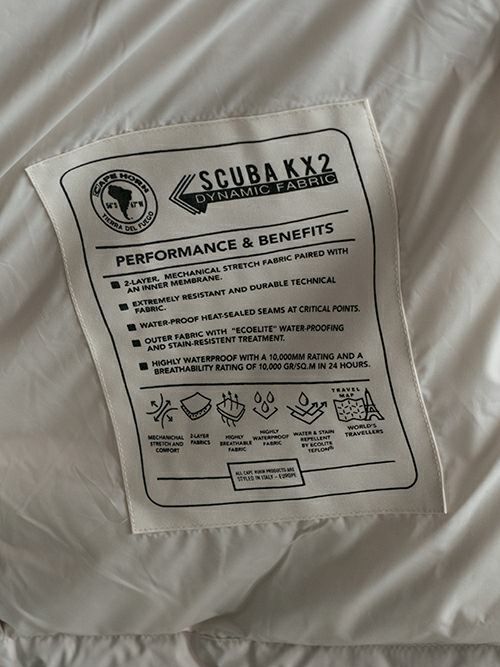 CAPE HORN
56°S 67°W
TIERRA DEL FUEGO
SCUBA KX2
DYNAMIC FABRIC
PERFORMANCE & BENEFITS
■ 2-LAYER, MECHANICAL STRETCH FABRIC PAIRED WITH
AN INNER MEMBRANE.
■ EXTREMELY RESISTANT AND DURABLE TECHNICAL
FABRIC.
■ WATER-PROOF HEAT-SEALED SEAMS AT CRITICAL POINTS.
■ OUTER FABRIC WITH "ECOELITE" WATER-PROOFING
AND STAIN-RESISTENT TREATMENT.
■ HIGHLY WATERPROOF WITH A 10,000MM RATING AND A
BREATHABILITY RATING OF 10,000 GR/SQ.M IN 24 HOURS.
TRAVEL
MAP
MECHANICHAL
STRETCH AND
COMFORT
2-LAYER
FABRICS
HIGHLY
BREATHABLE
FABRIC
HIGHLY
WATERPROOF
FABRIC
WATER & STAIN
REPELLENT
BY ECOLITE
TEFLON®
WORLD'S
TRAVELLERS
ALL CAPE HORN PRODUCTS ARE
STYLED IN ITALY - EUROPE